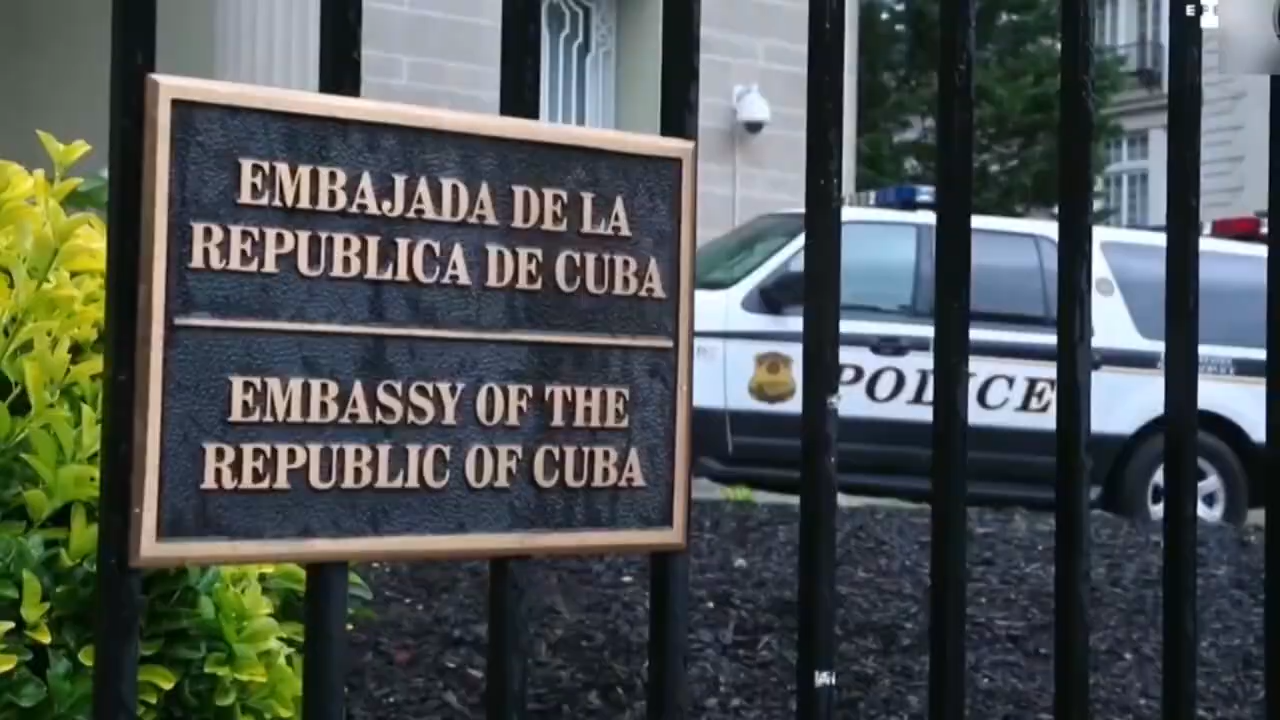 EMBAJADA DE LA
REPUBLICA DE CUBA
EMBASSY OF THE
REPUBLIC OF CUBA
POLICE